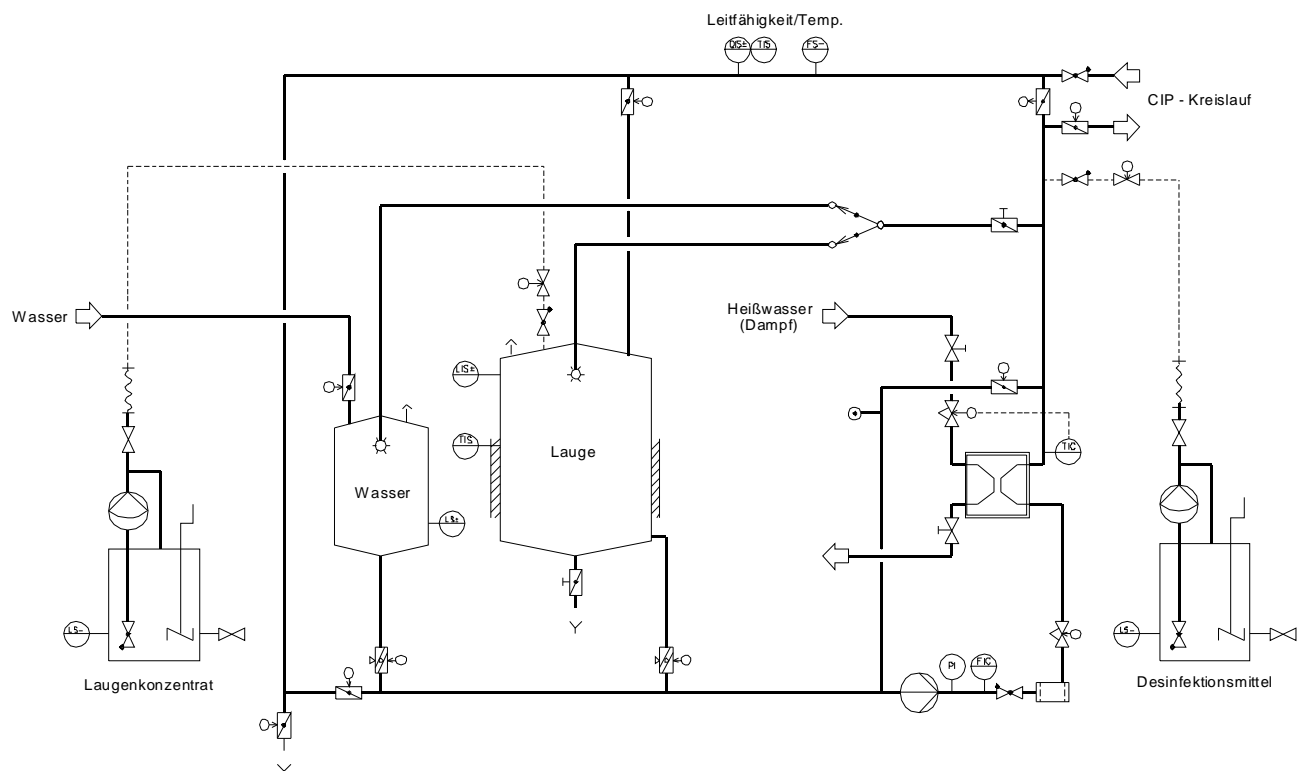 Leitfähigkeit/Temp.
QIS±
TIS
FS-
CIP - Kreislauf
Wasser
Heißwasser
(Dampf)
LIS±
TIS
Lauge
TIC
Wasser
LS±
LS-
LS-
PI
FIC
Laugenkonzentrat
Desinfektionsmittel